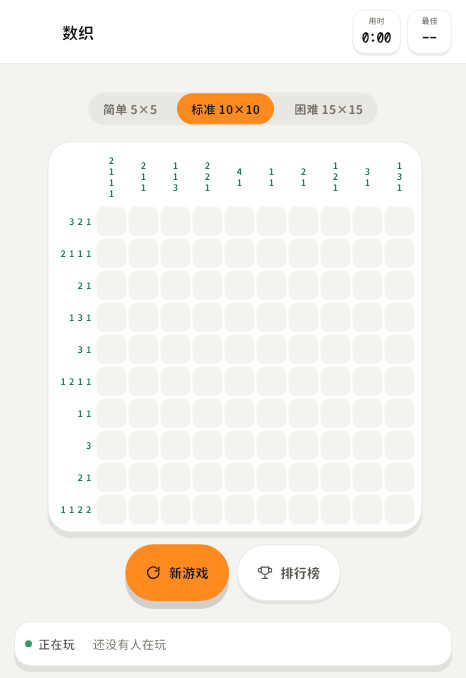 数织
用时
0:00
最佳
--
简单 5×5
标准 10×10
困难 15×15
2 2 1 2 4 1 2 1 3 1
1 1 1 2 1 1 1 2 1 3
1 1 3 1 1 1
1
3 2 1
2 1 1 1
2 1
1 3 1
3 1
1 2 1 1
1 1
3
2 1
1 1 2 2
新游戏
排行榜
正在玩
还没有人在玩